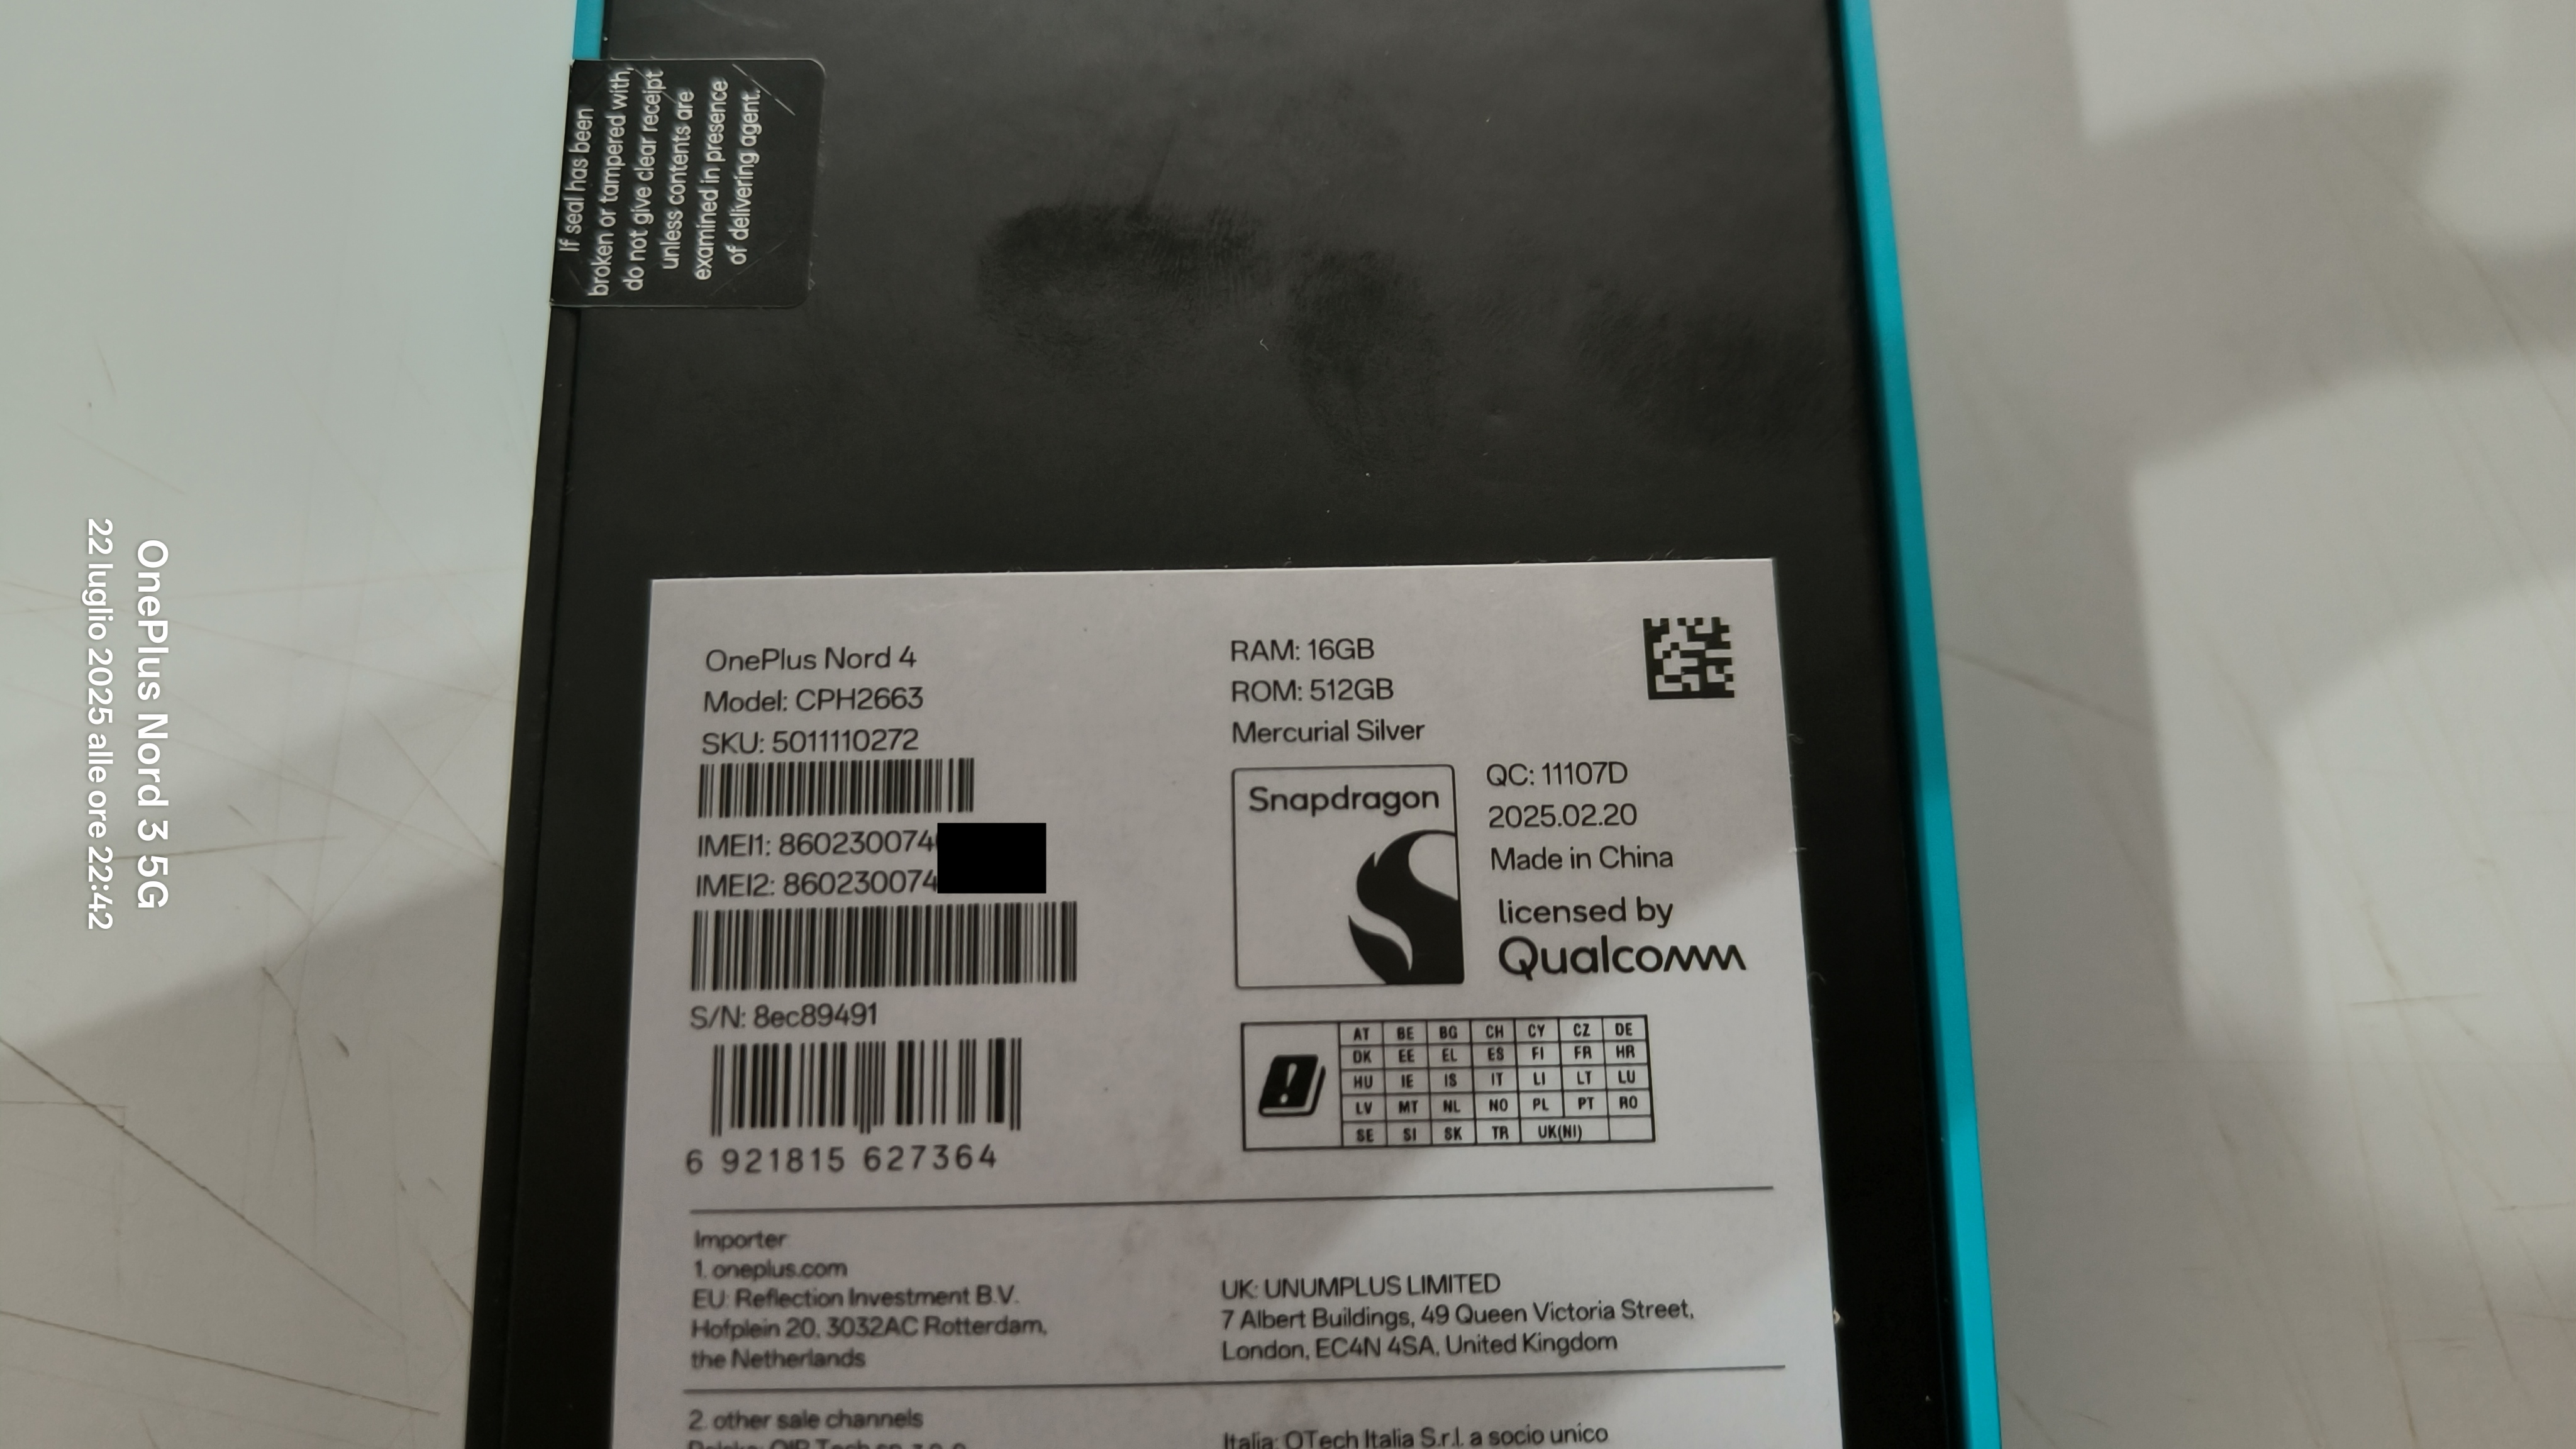 If seal has been
broken or tampered with,
do not give clear receipt
unless contents are
examined in presence
of delivering agent.
OnePlus Nord 3 5G
22 luglio 2025 alle ore 22:42
OnePlus Nord 4
Model: CPH2663
SKU: 5011110272
IMEI1: 860230074
IMEI2: 860230074
S/N: 8ec89491
6 921815 627364
RAM: 16GB
ROM: 512GB
Mercurial Silver
Snapdragon
QC: 11107D
2025.02.20
Made in China
licensed by
Qualcomm
AT BE BG CH CY CZ DE
DK EE EL ES FI FR HR
HU IE IS IT LI LT LU
LV MT NL NO PL PT RO
SE SI SK TR UK(NI)
Importer
1. oneplus.com
EU: Reflection Investment B.V.
Hofplein 20, 3032AC Rotterdam,
the Netherlands
UK: UNUMPLUS LIMITED
7 Albert Buildings, 49 Queen Victoria Street,
London, EC4N 4SA, United Kingdom
2. other sale channels
Italia: OTech Italia S.r.l. a socio unico